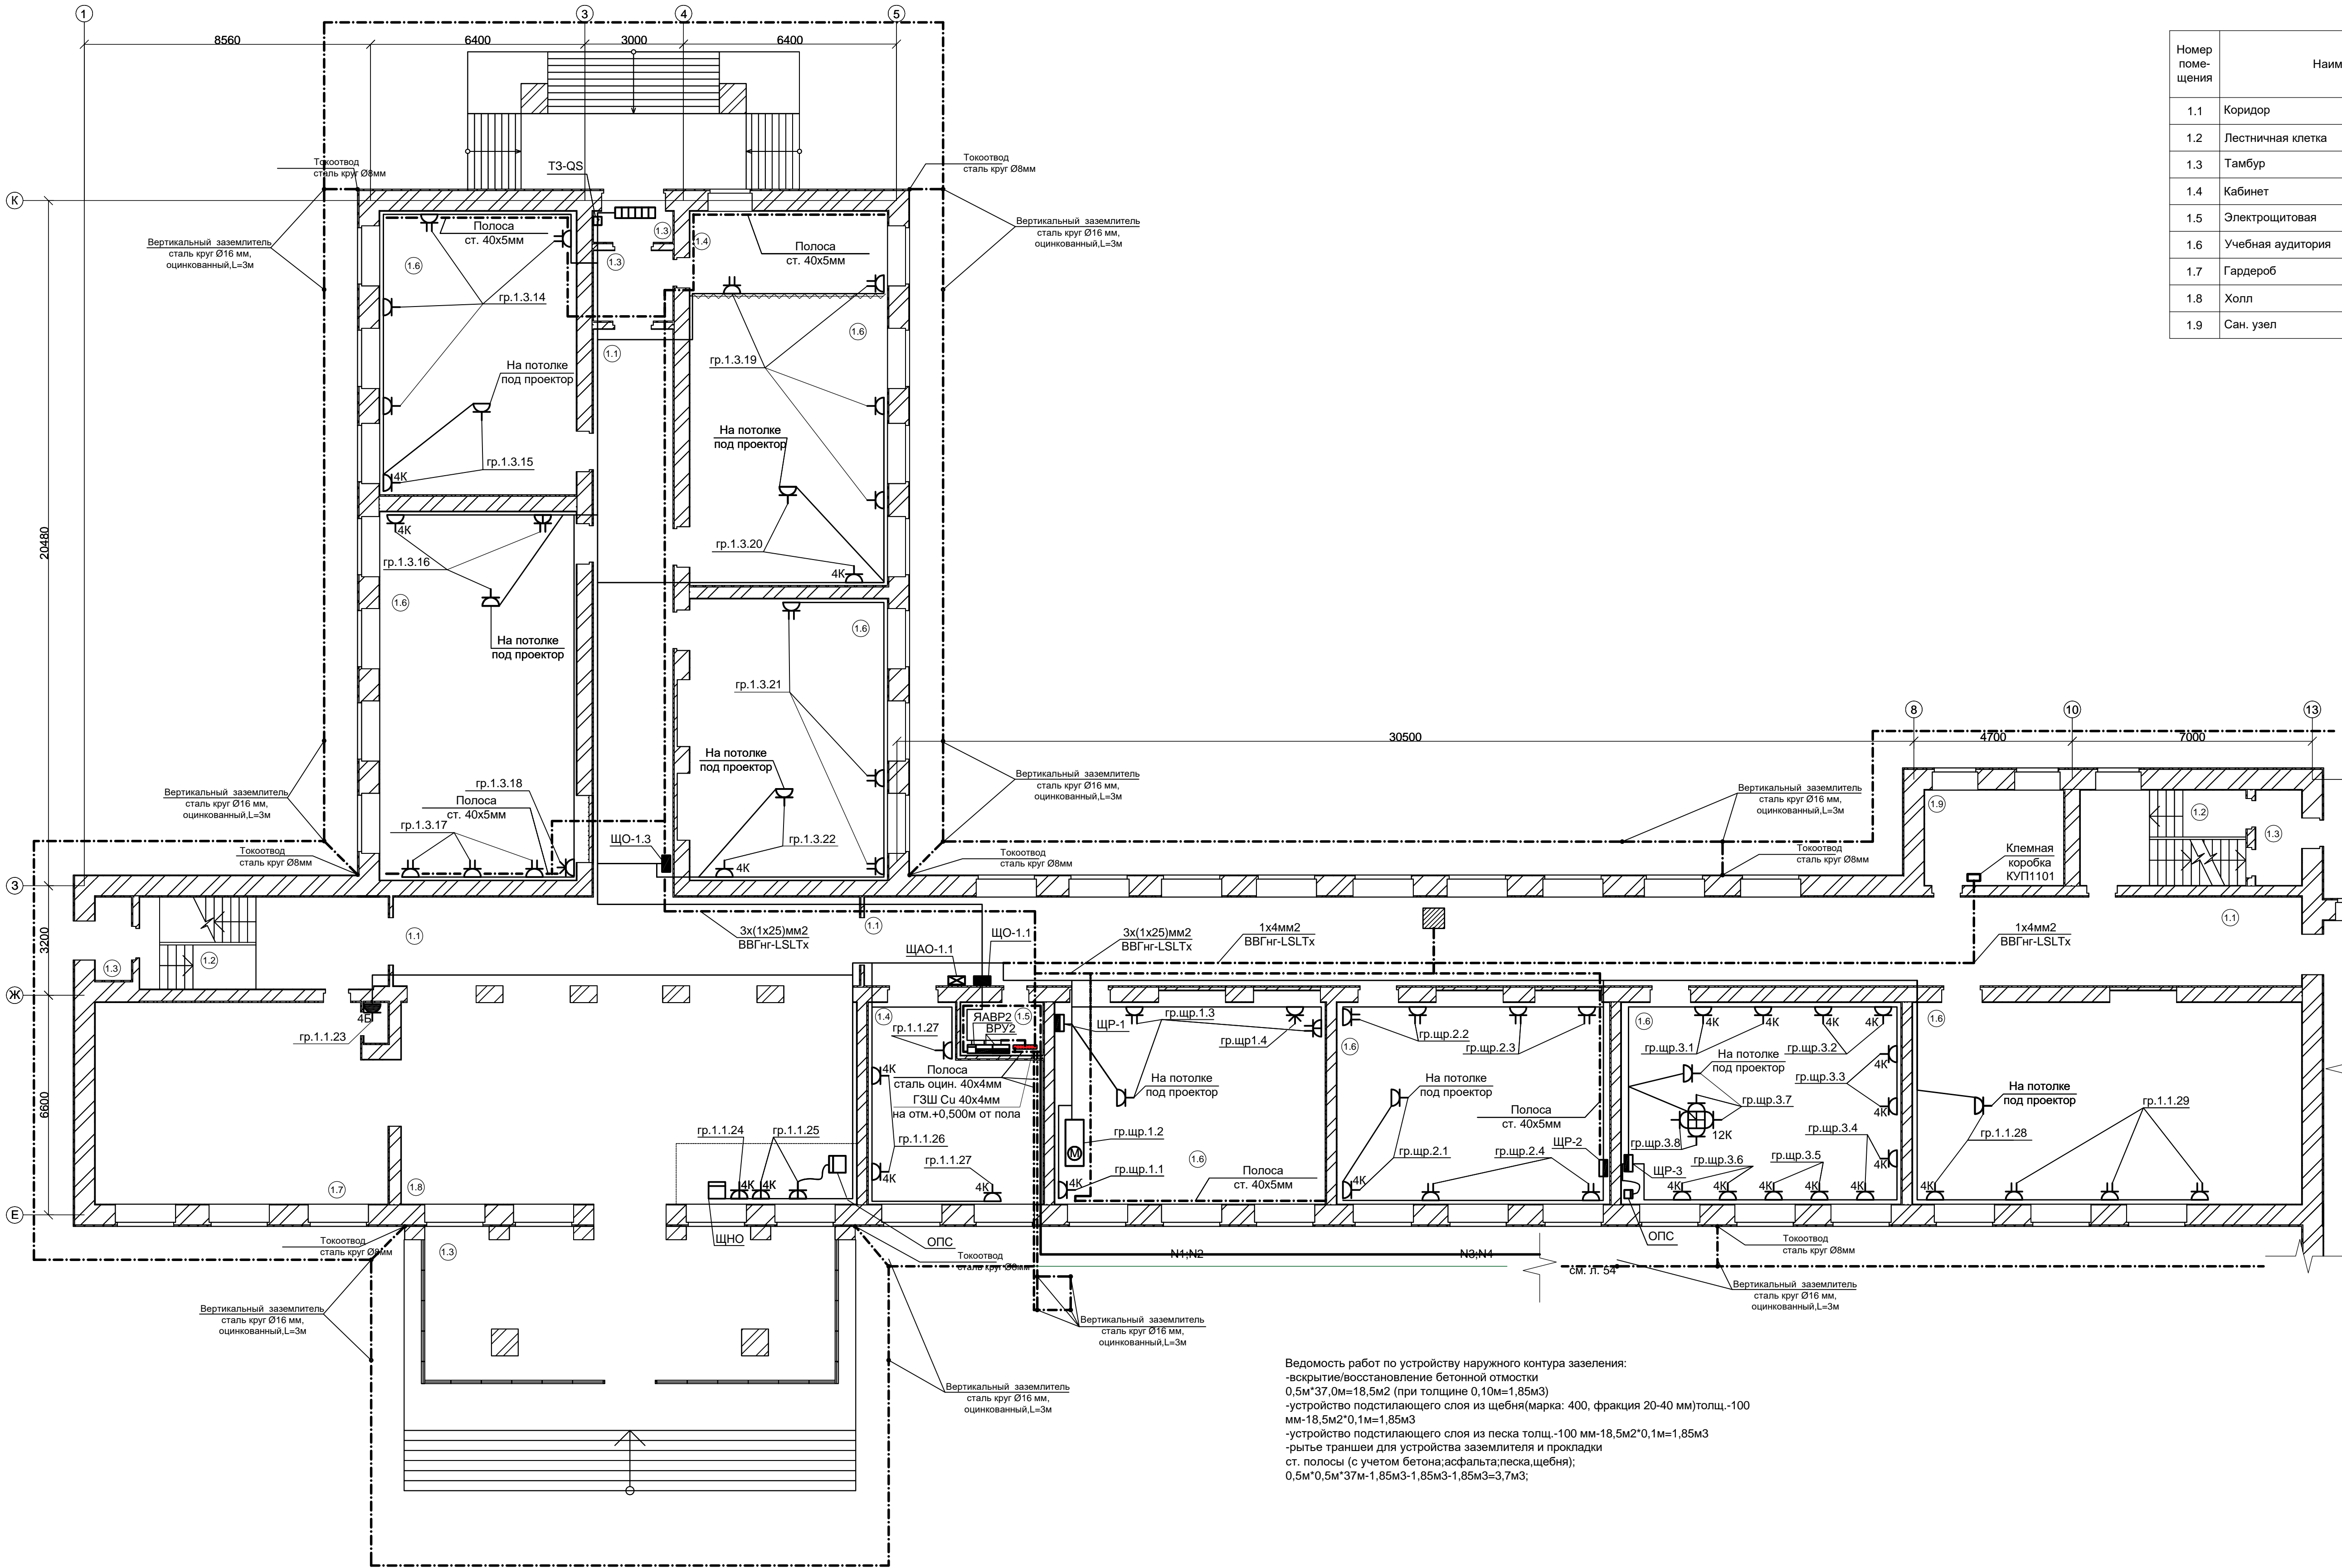 1
3
4
5
8560
6400
3000
6400
Номер
поме-
щения
Наим
1.1 Коридор
1.2 Лестничная клетка
1.3 Тамбур
1.4 Кабинет
1.5 Электрощитовая
1.6 Учебная аудитория
1.7 Гардероб
1.8 Холл
1.9 Сан. узел
Токоотвод
сталь круг Ø8мм
ТЗ-QS
Токоотвод
сталь круг Ø8мм
К
Вертикальный заземлитель
сталь круг Ø16 мм,
оцинкованный,L=3м
Полоса
ст. 40х5мм
1.6
1.3
1.3
1.4
Полоса
ст. 40х5мм
Вертикальный заземлитель
сталь круг Ø16 мм,
оцинкованный,L=3м
гр.1.3.14
1.1
1.6
гр.1.3.19
На потолке
под проектор
На потолке
под проектор
гр.1.3.15
4К
20480
4К
гр.1.3.16
гр.1.3.20
4К
1.6
1.6
На потолке
под проектор
гр.1.3.21
На потолке
под проектор
8
10
13
30500
4700
7000
Вертикальный заземлитель
сталь круг Ø16 мм,
оцинкованный,L=3м
гр.1.3.18
Полоса
ст. 40х5мм
гр.1.3.17
ЩО-1.3
гр.1.3.22
4К
Вертикальный заземлитель
сталь круг Ø16 мм,
оцинкованный,L=3м
Вертикальный заземлитель
сталь круг Ø16 мм,
оцинкованный,L=3м
1.9
1.2
1.3
Токоотвод
сталь круг Ø8мм
Токоотвод
сталь круг Ø8мм
Токоотвод
сталь круг Ø8мм
Клемная
коробка
КУП1101
З
3200
1.1
1.2
1.3
3х(1х25)мм2
ВВГнг-LSLTx
1.1
ЩАО-1.1
ЩО-1.1
3х(1х25)мм2
ВВГнг-LSLTx
1х4мм2
ВВГнг-LSLTx
1х4мм2
ВВГнг-LSLTx
1.1
Ж
4Б
гр.1.1.23
1.4
гр.1.1.27
ЯАВР2
ВРУ2
1.5
ЩР-1
гр.щр.1.3
гр.щр1.4
1.6
гр.щр.2.2
гр.щр.2.3
1.6
4К
4К
4К
4К
гр.щр.3.1
гр.щр.3.2
4К
1.6
6600
4К
Полоса
сталь оцин. 40х4мм
ГЗШ Cu 40х4мм
на отм.+0,500м от пола
На потолке
под проектор
На потолке
под проектор
На потолке
под проектор
гр.щр.3.3
4К
На потолке
под проектор
гр.1.1.24
гр.1.1.25
гр.1.1.26
гр.1.1.27
4К
4К
гр.щр.1.2
М
гр.щр.1.1
4К
1.6
Полоса
ст. 40х5мм
гр.щр.2.1
4К
гр.щр.2.4
Полоса
ст. 40х5мм
ЩР-2
гр.щр.3.7
12К
гр.щр.3.8
ЩР-3
гр.щр.3.6
гр.щр.3.5
гр.щр.3.4
4К
гр.1.1.28
гр.1.1.29
1.7
1.8
4К
4К
4К
4К
4К
4К
4К
4К
Е
Токоотвод
сталь круг Ø8мм
1.3
ЩНО
ОПС
Токоотвод
сталь круг Ø8мм
N1;N2
N3;N4
см. л. 54
ОПС
Токоотвод
сталь круг Ø8мм
Вертикальный заземлитель
сталь круг Ø16 мм,
оцинкованный,L=3м
Вертикальный заземлитель
сталь круг Ø16 мм,
оцинкованный,L=3м
Вертикальный заземлитель
сталь круг Ø16 мм,
оцинкованный,L=3м
Вертикальный заземлитель
сталь круг Ø16 мм,
оцинкованный,L=3м
Ведомость работ по устройству наружного контура зазеления:
-вскрытие/восстановление бетонной отмостки
0,5м*37,0м=18,5м2 (при толщине 0,10м=1,85м3)
-устройство подстилающего слоя из щебня(марка: 400, фракция 20-40 мм)толщ.-100
мм-18,5м2*0,1м=1,85м3
-устройство подстилающего слоя из песка толщ.-100 мм-18,5м2*0,1м=1,85м3
-рытье траншеи для устройства заземлителя и прокладки
ст. полосы (с учетом бетона;асфальта;песка,щебня);
0,5м*0,5м*37м-1,85м3-1,85м3-1,85м3=3,7м3;